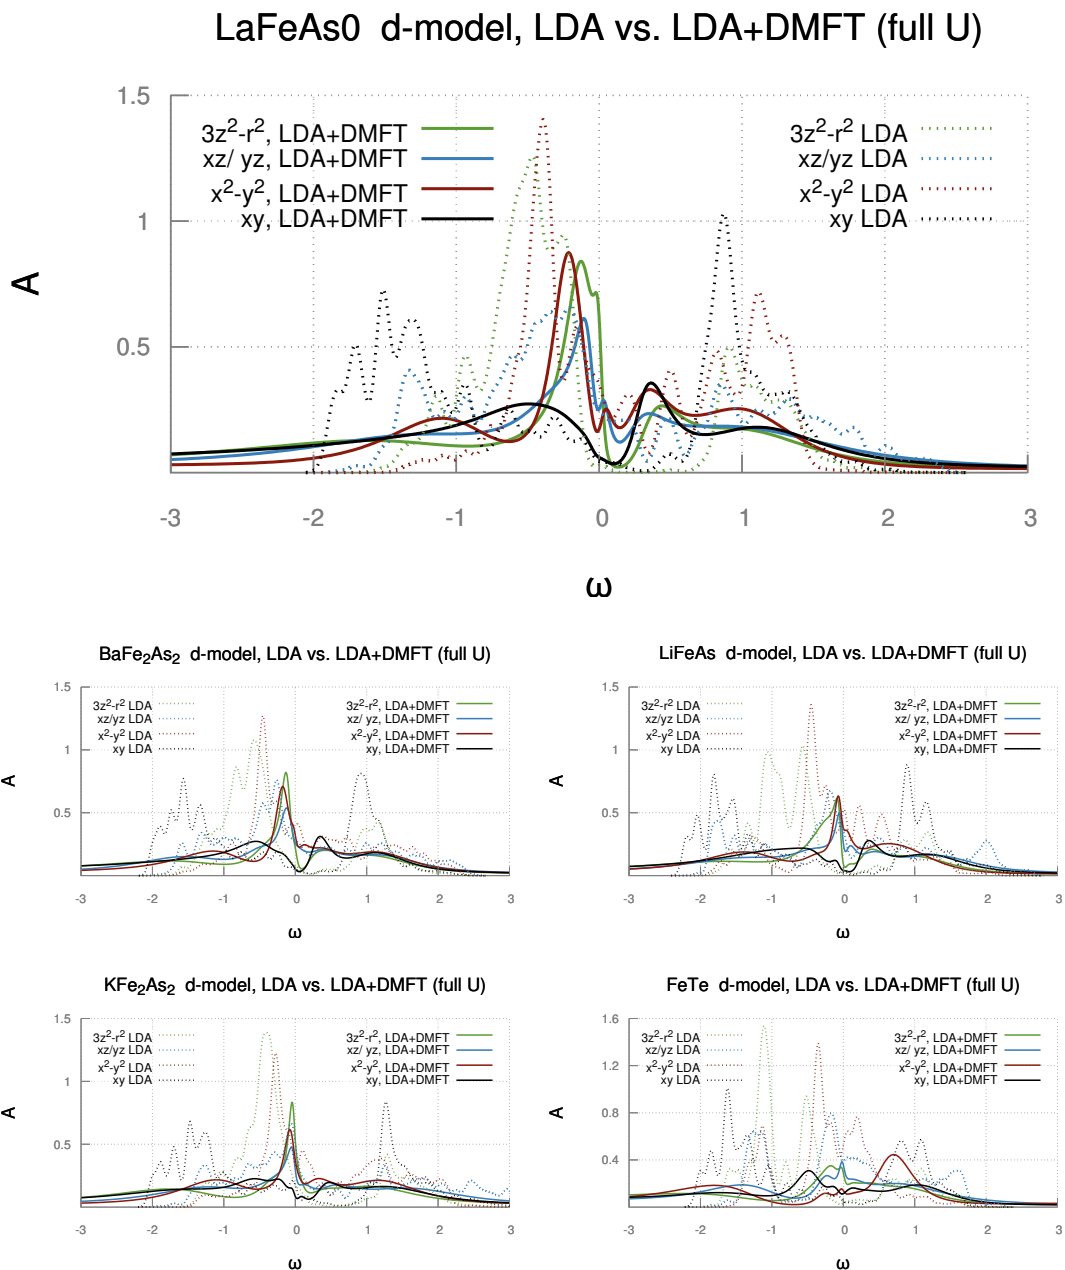 LaFeAs0 d-model, LDA vs. LDA+DMFT (full U)
1.5
1
0.5
A
3z²-r², LDA+DMFT
xz/ yz, LDA+DMFT
x²-y², LDA+DMFT
xy, LDA+DMFT
3z²-r² LDA
xz/yz LDA
x²-y² LDA
xy LDA
-3 -2 -1 0 1 2 3
ω
BaFe₂As₂ d-model, LDA vs. LDA+DMFT (full U)
1.5
1
0.5
A
3z²-r² LDA
xz/yz LDA
x²-y² LDA
xy LDA
3z²-r², LDA+DMFT
xz/ yz, LDA+DMFT
x²-y², LDA+DMFT
xy, LDA+DMFT
-3 -2 -1 0 1 2 3
ω
LiFeAs d-model, LDA vs. LDA+DMFT (full U)
1.5
1
0.5
A
3z²-r² LDA
xz/yz LDA
x²-y² LDA
xy LDA
3z²-r², LDA+DMFT
xz/ yz, LDA+DMFT
x²-y², LDA+DMFT
xy, LDA+DMFT
-3 -2 -1 0 1 2 3
ω
KFe₂As₂ d-model, LDA vs. LDA+DMFT (full U)
1.5
1
0.5
A
3z²-r² LDA
xz/yz LDA
x²-y² LDA
xy LDA
3z²-r², LDA+DMFT
xz/ yz, LDA+DMFT
x²-y², LDA+DMFT
xy, LDA+DMFT
-3 -2 -1 0 1 2 3
ω
FeTe d-model, LDA vs. LDA+DMFT (full U)
1.6
1.2
0.8
0.4
A
3z²-r² LDA
xz/yz LDA
x²-y² LDA
xy LDA
3z²-r², LDA+DMFT
xz/ yz, LDA+DMFT
x²-y², LDA+DMFT
xy, LDA+DMFT
-3 -2 -1 0 1 2 3
ω